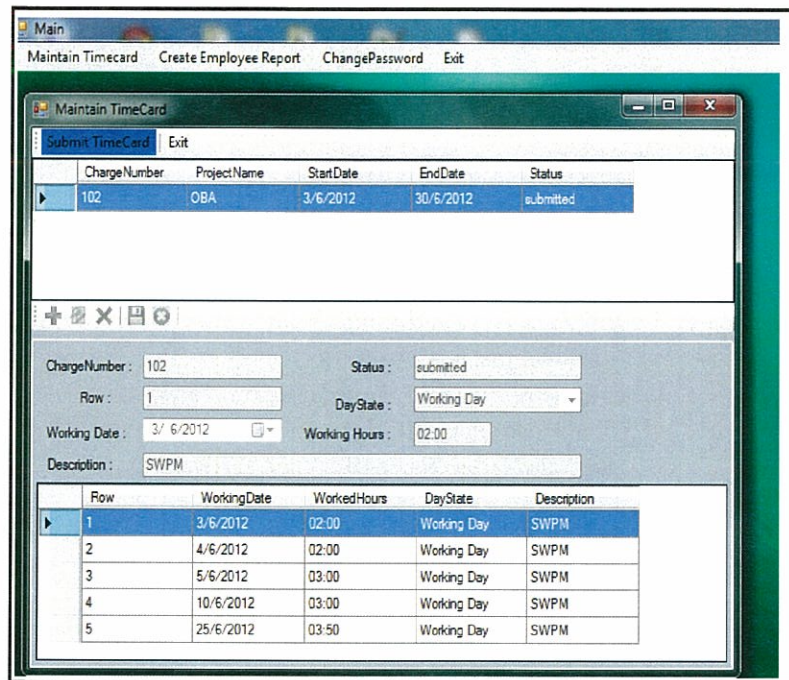 Main
Maintain Timecard Create Employee Report ChangePassword Exit
Maintain TimeCard
Submit TimeCard Exit
ChargeNumber ProjectName StartDate EndDate Status
102 OBA 3/6/2012 30/6/2012 submitted
ChargeNumber : 102 Status : submitted
Row : 1 DayState : Working Day
Working Date : 3/ 6/2012 Working Hours : 02:00
Description : SWPM
Row WorkingDate WorkedHours DayState Description
1 3/6/2012 02:00 Working Day SWPM
2 4/6/2012 02:00 Working Day SWPM
3 5/6/2012 03:00 Working Day SWPM
4 10/6/2012 03:00 Working Day SWPM
5 25/6/2012 03:50 Working Day SWPM